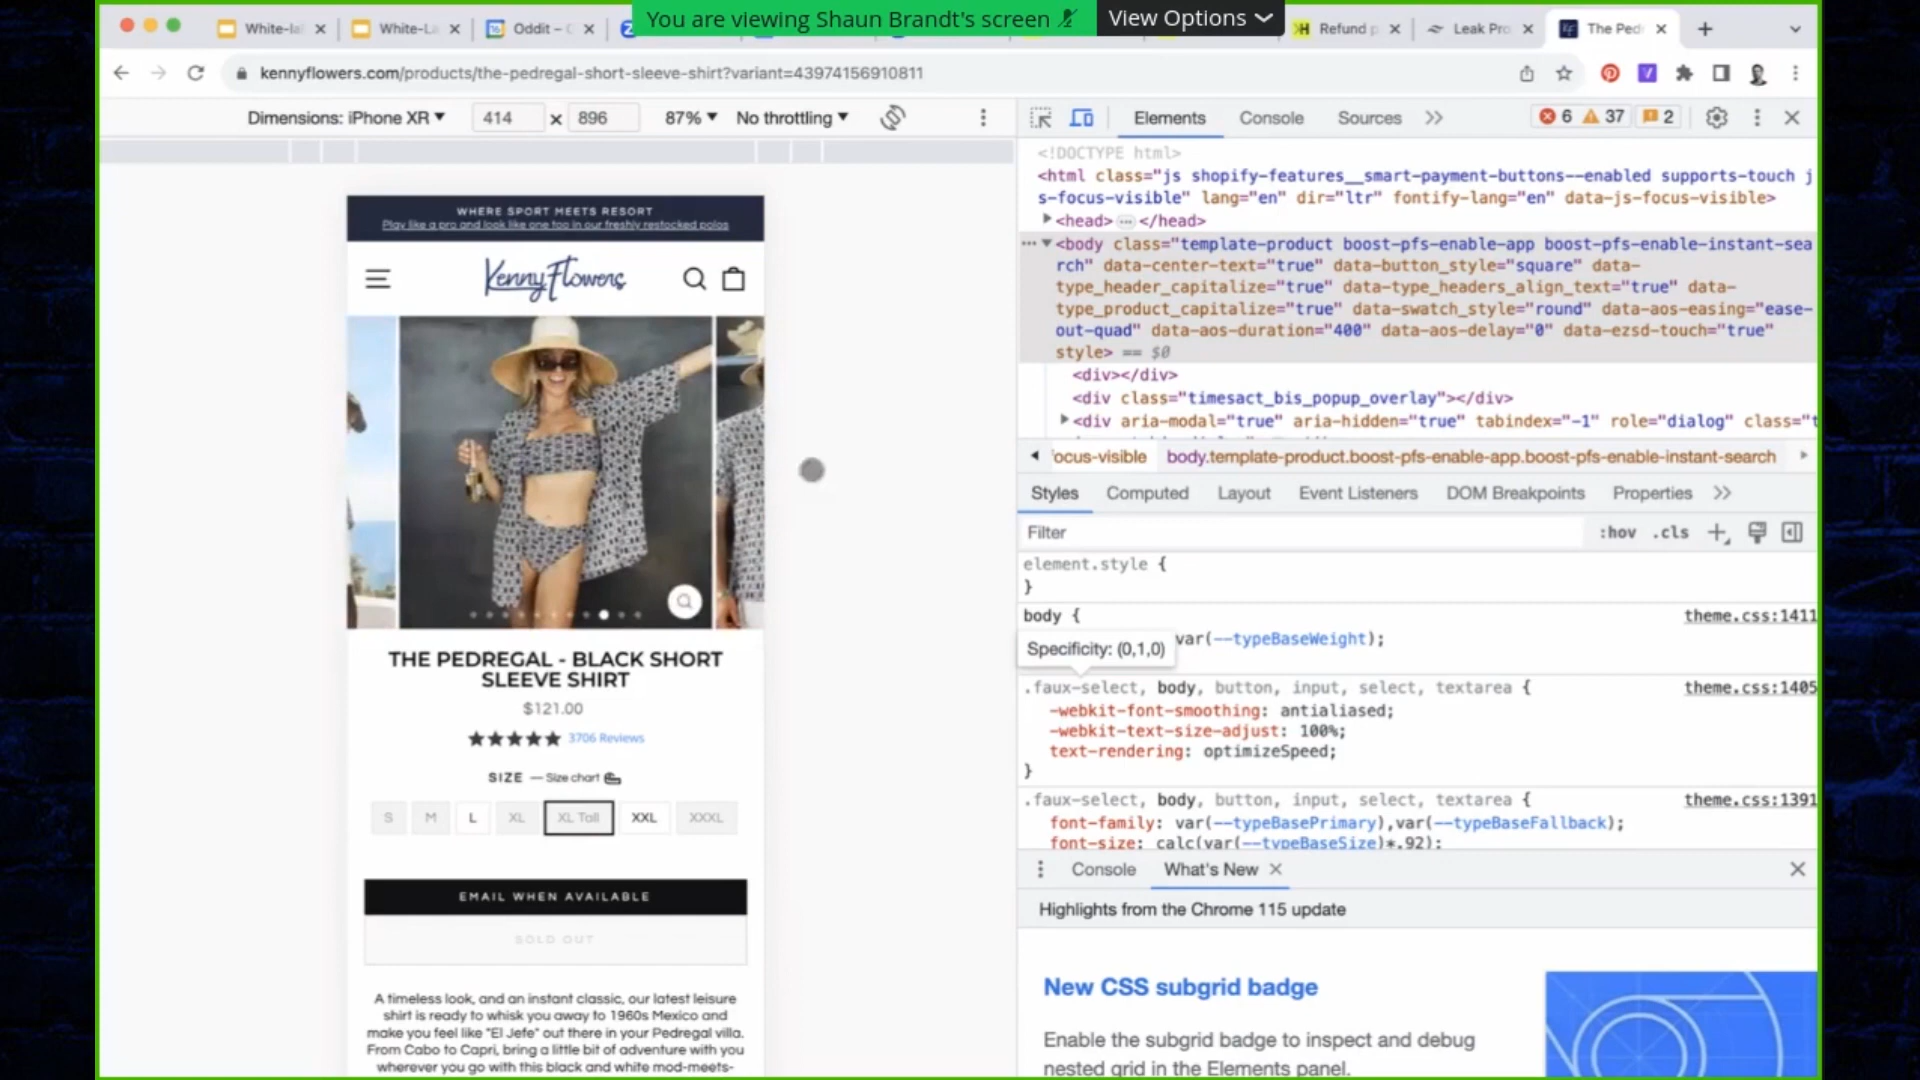 You are viewing Shaun Brandt's screen
View Options
White-la
White-La
Oddit – C
Refund p
Leak Pro
The Ped
kennyflowers.com/products/the-pedregal-short-sleeve-shirt?variant=43974156910811
Dimensions: iPhone XR
414 × 896
87%
No throttling
Elements
Console
Sources
6
37
2
WHERE SPORT MEETS RESORT
Play like a pro and look like one too in our freshly restocked polos
Kenny Flowers
THE PEDREGAL - BLACK SHORT
SLEEVE SHIRT
$121.00
3706 Reviews
SIZE — Size chart
S
M
L
XL
XL Tall
XXL
XXXL
EMAIL WHEN AVAILABLE
SOLD OUT
A timeless look, and an instant classic, our latest leisure
shirt is ready to whisk you away to 1960s Mexico and
make you feel like "El Jefe" out there in your Pedregal villa.
From Cabo to Capri, bring a little bit of adventure with you
wherever you go with this black and white mod-meets-
<!DOCTYPE html>
<html class="js shopify-features__smart-payment-buttons--enabled supports-touch j
s-focus-visible" lang="en" dir="ltr" fontify-lang="en" data-js-focus-visible>
<head> … </head>
<body class="template-product boost-pfs-enable-app boost-pfs-enable-instant-sea
rch" data-center-text="true" data-button_style="square" data-
type_header_capitalize="true" data-type_headers_align_text="true" data-
type_product_capitalize="true" data-swatch_style="round" data-aos-easing="ease-
out-quad" data-aos-duration="400" data-aos-delay="0" data-ezsd-touch="true"
style> == $0
<div></div>
<div class="timesact_bis_popup_overlay"></div>
<div aria-modal="true" aria-hidden="true" tabindex="-1" role="dialog" class="t
ocus-visible
body.template-product.boost-pfs-enable-app.boost-pfs-enable-instant-search
Styles
Computed
Layout
Event Listeners
DOM Breakpoints
Properties
Filter
:hov
.cls
element.style {
}
body {
theme.css:1411
var(--typeBaseWeight);
Specificity: (0,1,0)
.faux-select, body, button, input, select, textarea {
theme.css:1405
-webkit-font-smoothing: antialiased;
-webkit-text-size-adjust: 100%;
text-rendering: optimizeSpeed;
}
.faux-select, body, button, input, select, textarea {
theme.css:1391
font-family: var(--typeBasePrimary),var(--typeBaseFallback);
font-size: calc(var(--typeBaseSize)*.92);
Console
What's New
Highlights from the Chrome 115 update
New CSS subgrid badge
Enable the subgrid badge to inspect and debug
nested grid in the Elements panel.